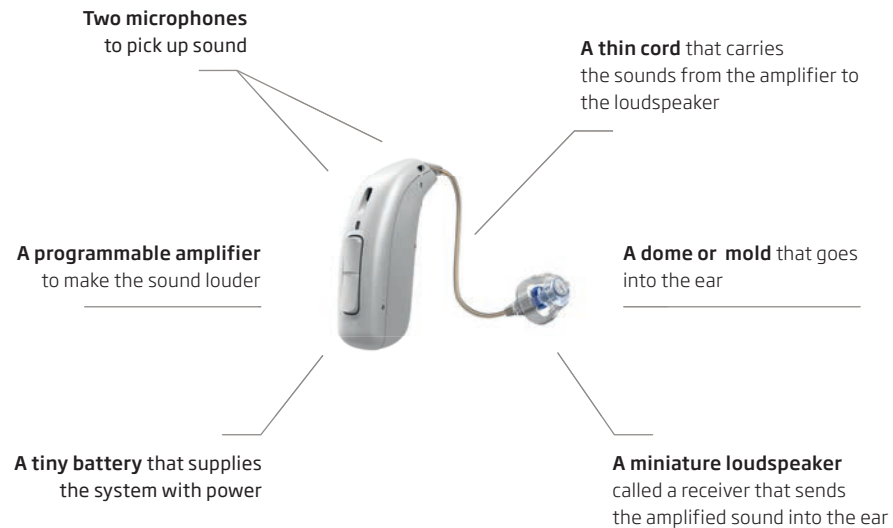 Two microphones
to pick up sound
A thin cord that carries
the sounds from the amplifier to
the loudspeaker
A programmable amplifier
to make the sound louder
A dome or mold that goes
into the ear
A tiny battery that supplies
the system with power
A miniature loudspeaker
called a receiver that sends
the amplified sound into the ear